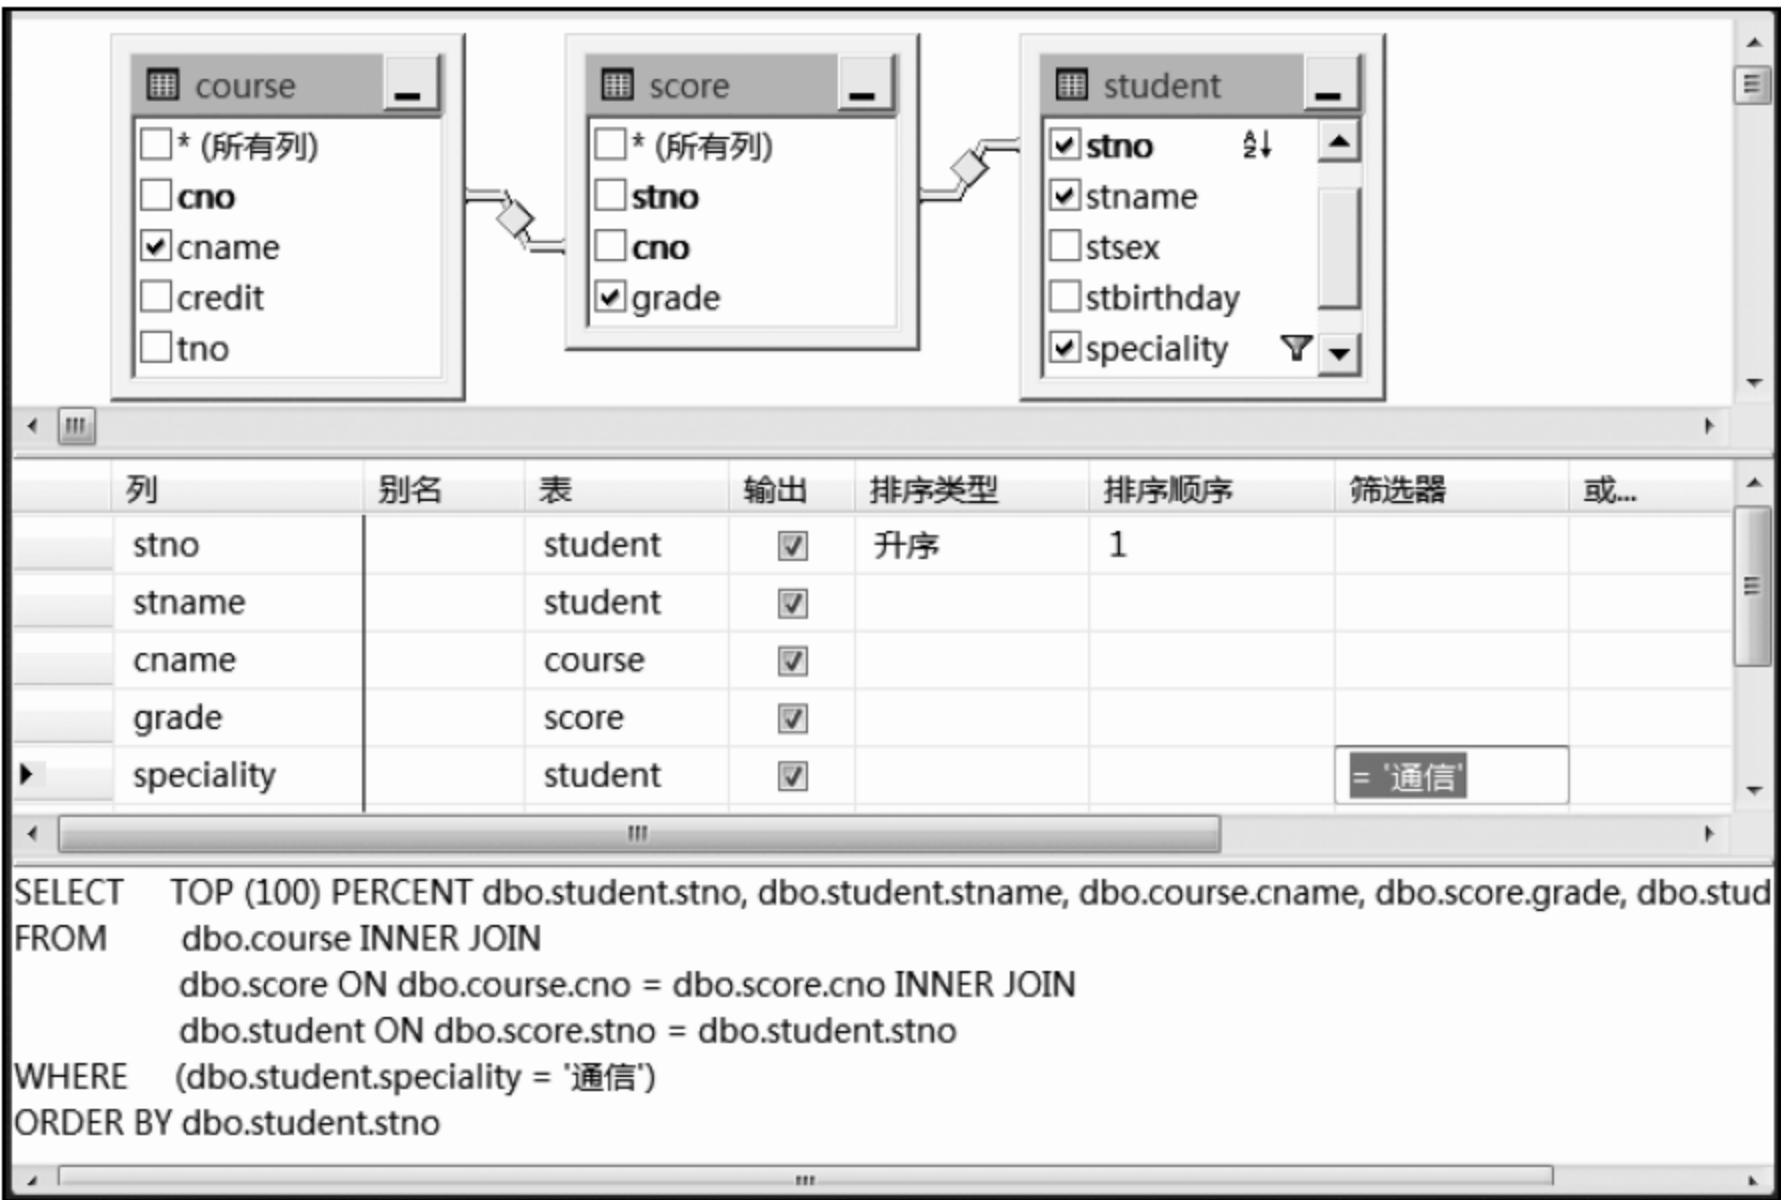 course
* (所有列)
cno
cname
credit
tno
score
* (所有列)
stno
cno
grade
student
stno
stname
stsex
stbirthday
speciality
列 别名 表 输出 排序类型 排序顺序 筛选器 或...
stno student 升序 1
stname student
cname course
grade score
speciality student = '通信'
SELECT TOP (100) PERCENT dbo.student.stno, dbo.student.stname, dbo.course.cname, dbo.score.grade, dbo.stud
FROM dbo.course INNER JOIN
dbo.score ON dbo.course.cno = dbo.score.cno INNER JOIN
dbo.student ON dbo.score.stno = dbo.student.stno
WHERE (dbo.student.speciality = '通信')
ORDER BY dbo.student.stno